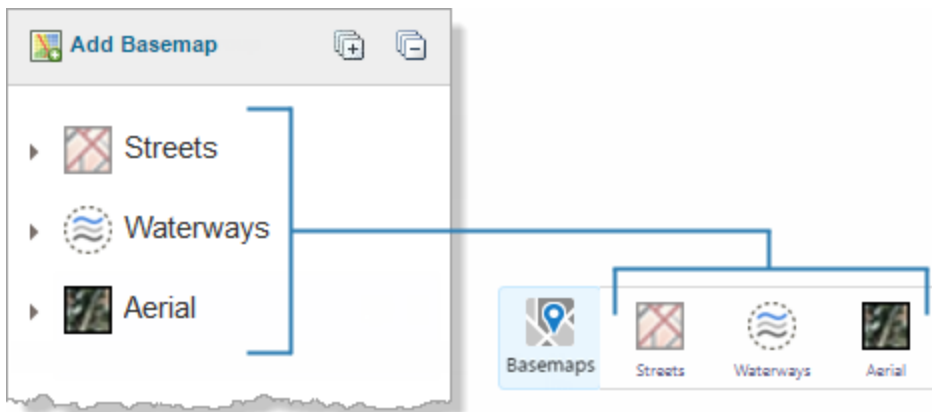 Add Basemap
Streets
Waterways
Aerial
Basemaps
Streets
Waterways
Aerial